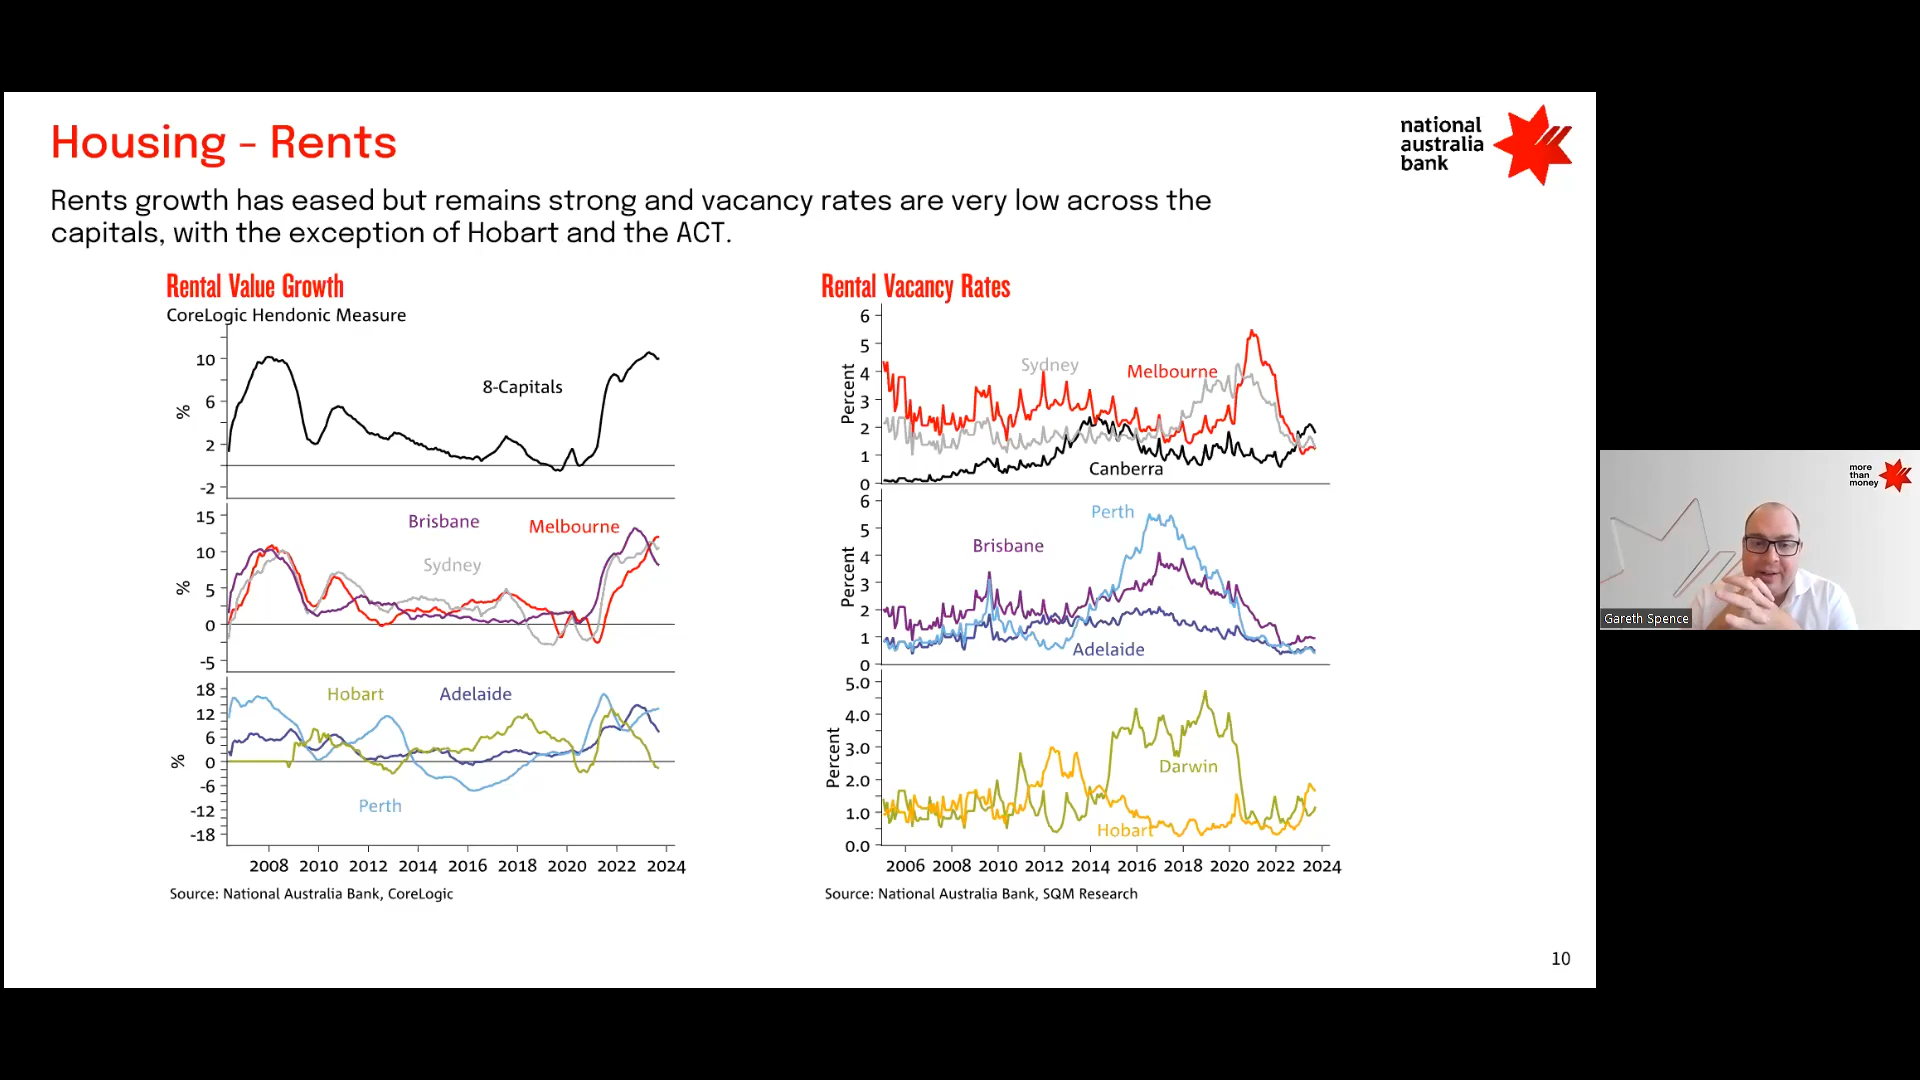 Housing - Rents
national
australia
bank
Rents growth has eased but remains strong and vacancy rates are very low across the
capitals, with the exception of Hobart and the ACT.
Rental Value Growth
CoreLogic Hendonic Measure
10
6
2
-2
%
8-Capitals
15
10
5
0
-5
%
Brisbane
Melbourne
Sydney
18
12
6
0
-6
-12
-18
%
Hobart
Adelaide
Perth
2008 2010 2012 2014 2016 2018 2020 2022 2024
Source: National Australia Bank, CoreLogic
Rental Vacancy Rates
6
5
4
3
2
1
0
Percent
Sydney
Melbourne
Canberra
6
5
4
3
2
1
0
Percent
Perth
Brisbane
Adelaide
5.0
4.0
3.0
2.0
1.0
0.0
Percent
Darwin
Hobart
2006 2008 2010 2012 2014 2016 2018 2020 2022 2024
Source: National Australia Bank, SQM Research
10
more
than
money
Gareth Spence